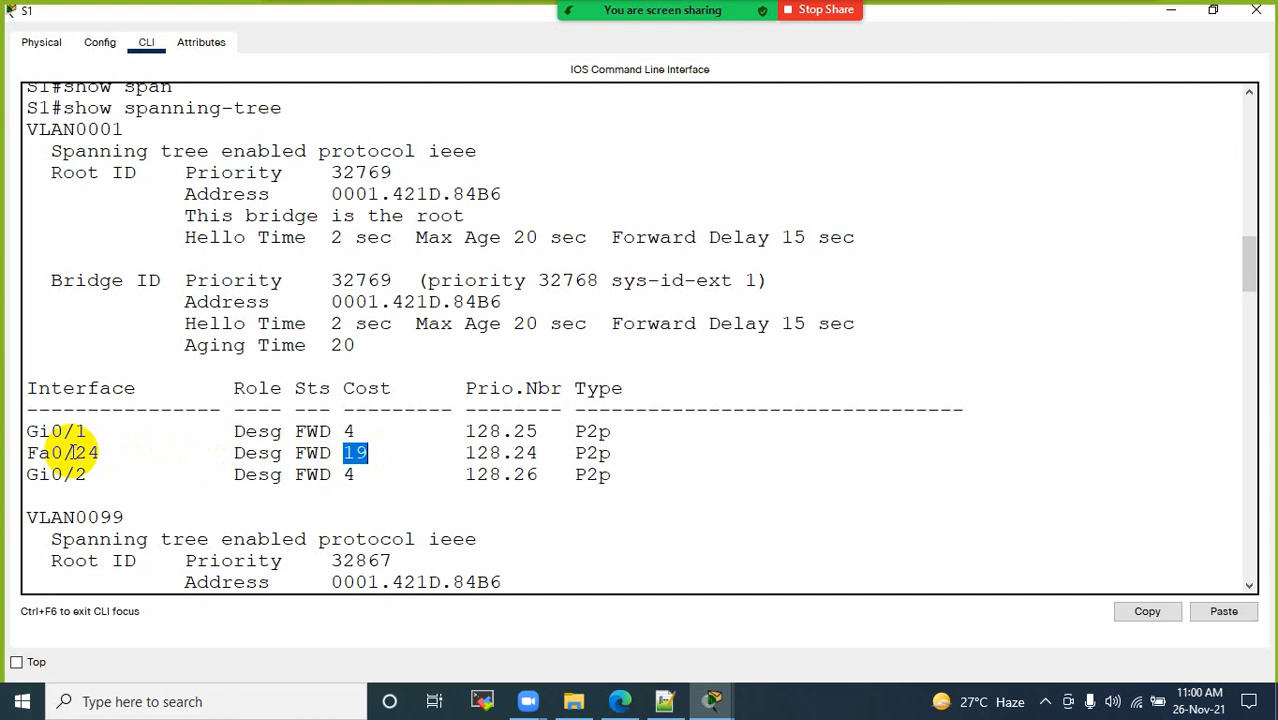 S1
You are screen sharing
Stop Share
Physical Config CLI Attributes
IOS Command Line Interface
S1#show span
S1#show spanning-tree
VLAN0001
Spanning tree enabled protocol ieee
Root ID Priority 32769
Address 0001.421D.84B6
This bridge is the root
Hello Time 2 sec Max Age 20 sec Forward Delay 15 sec
Bridge ID Priority 32769 (priority 32768 sys-id-ext 1)
Address 0001.421D.84B6
Hello Time 2 sec Max Age 20 sec Forward Delay 15 sec
Aging Time 20
Interface Role Sts Cost Prio.Nbr Type
---------------- ---- --- --------- -------- --------------------------------
Gi0/1 Desg FWD 4 128.25 P2p
Fa0/24 Desg FWD 19 128.24 P2p
Gi0/2 Desg FWD 4 128.26 P2p
VLAN0099
Spanning tree enabled protocol ieee
Root ID Priority 32867
Address 0001.421D.84B6
Ctrl+F6 to exit CLI focus
Copy Paste
Top
Type here to search
27°C Haze
11:00 AM
26-Nov-21